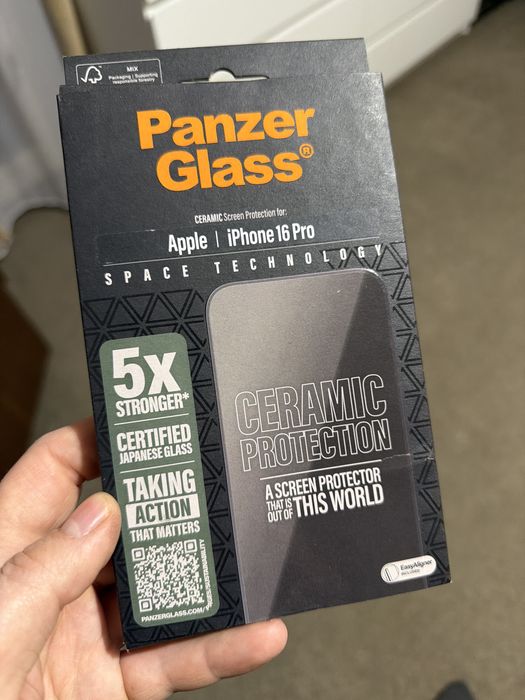 MIX
Packaging | Supporting
responsible forestry
Panzer
Glass®
CERAMIC Screen Protection for:
Apple | iPhone 16 Pro
SPACE TECHNOLOGY
5X
STRONGER*
CERTIFIED
JAPANESE GLASS
TAKING
ACTION
THAT MATTERS
PANZERGLASS.COM/
CERAMIC
PROTECTION
A SCREEN PROTECTOR
THAT IS
OUT OF THIS WORLD
EasyAligner
INCLUDED